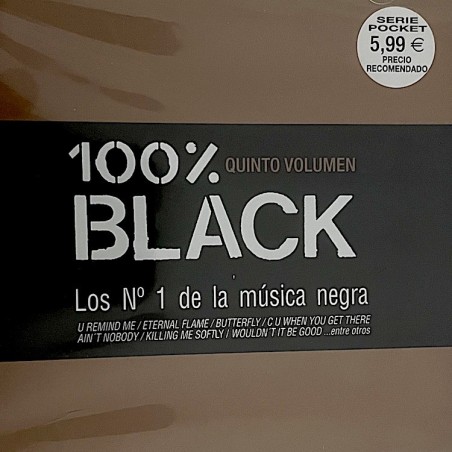 SERIE
POCKET
5,99 €
PRECIO
RECOMENDADO
100% QUINTO VOLUMEN
BLACK
Los Nº 1 de la música negra
U REMIND ME / ETERNAL FLAME / BUTTERFLY / C U WHEN YOU GET THERE
AIN´T NOBODY / KILLING ME SOFTLY / WOULDN´T IT BE GOOD ...entre otros